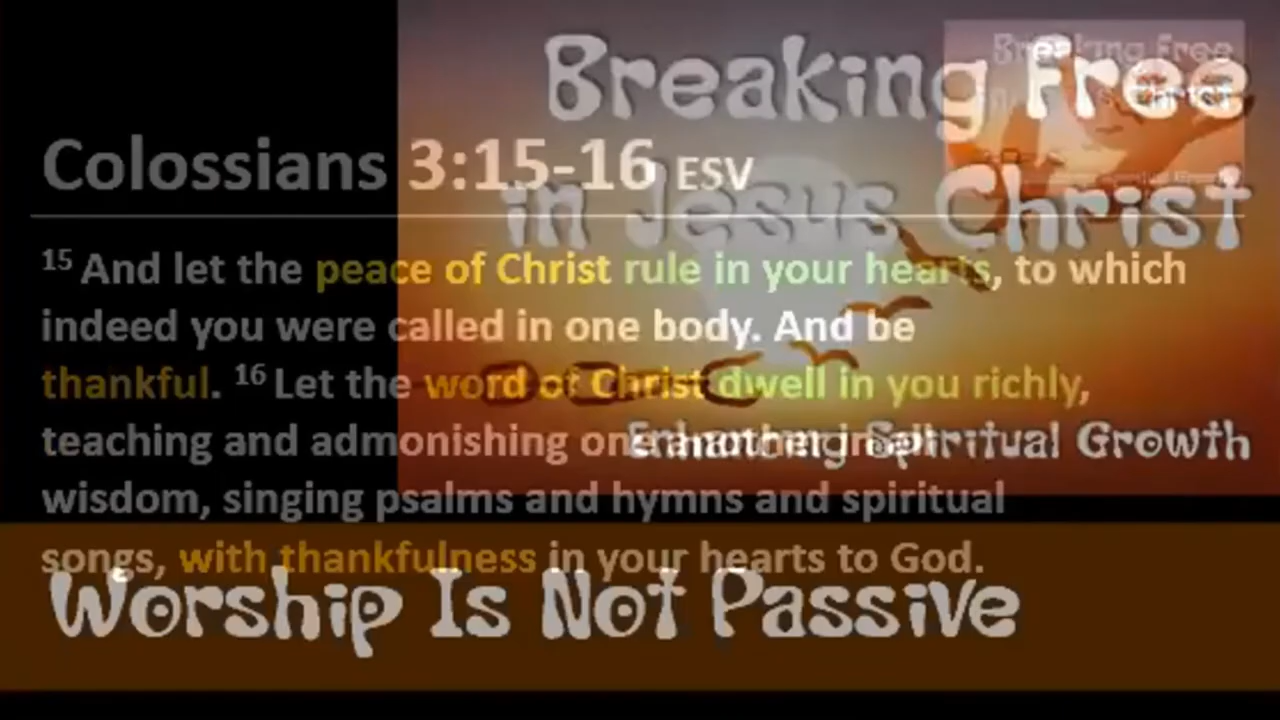 Breaking Free
in Jesus Christ
Enhancing Spiritual Growth
Colossians 3:15-16 ESV
15 And let the peace of Christ rule in your hearts, to which
indeed you were called in one body. And be
thankful. 16 Let the word of Christ dwell in you richly,
teaching and admonishing one another in all
wisdom, singing psalms and hymns and spiritual
songs, with thankfulness in your hearts to God.
Worship Is Not Passive
Breaking Free
Christ